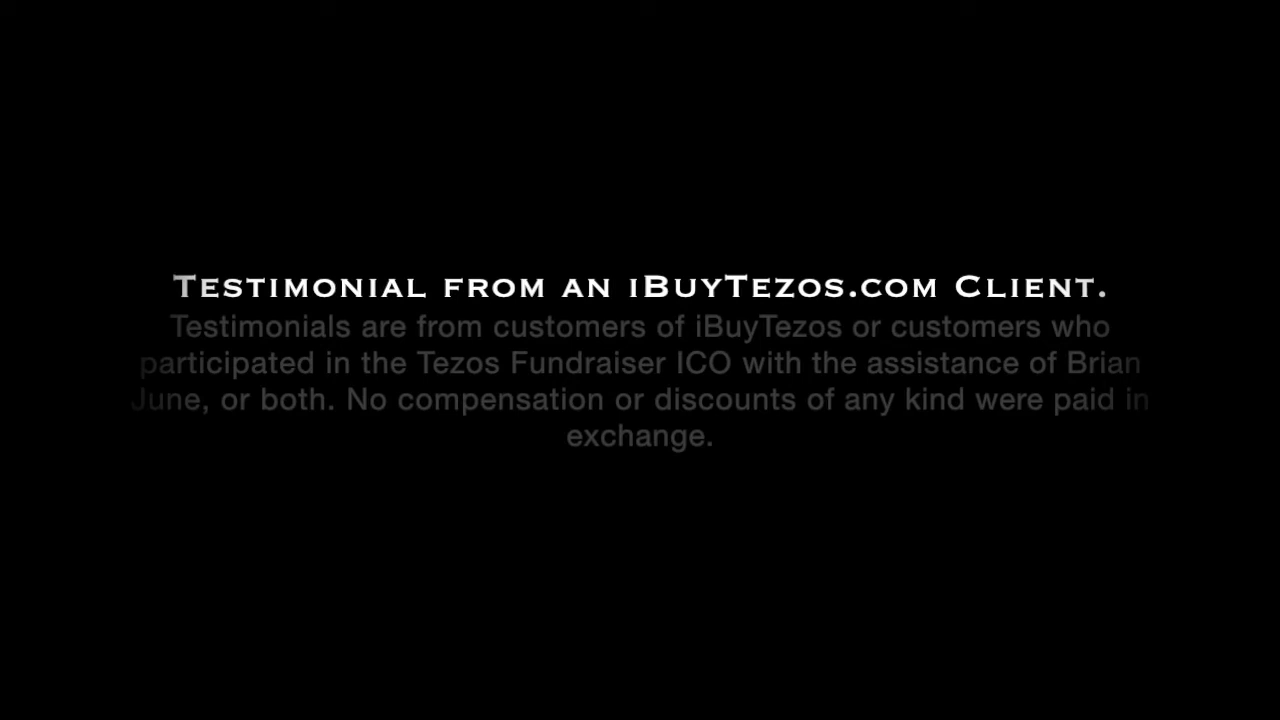 Testimonial from an iBuyTezos.com Client.
Testimonials are from customers of iBuyTezos or customers who
participated in the Tezos Fundraiser ICO with the assistance of Brian
June, or both. No compensation or discounts of any kind were paid in
exchange.